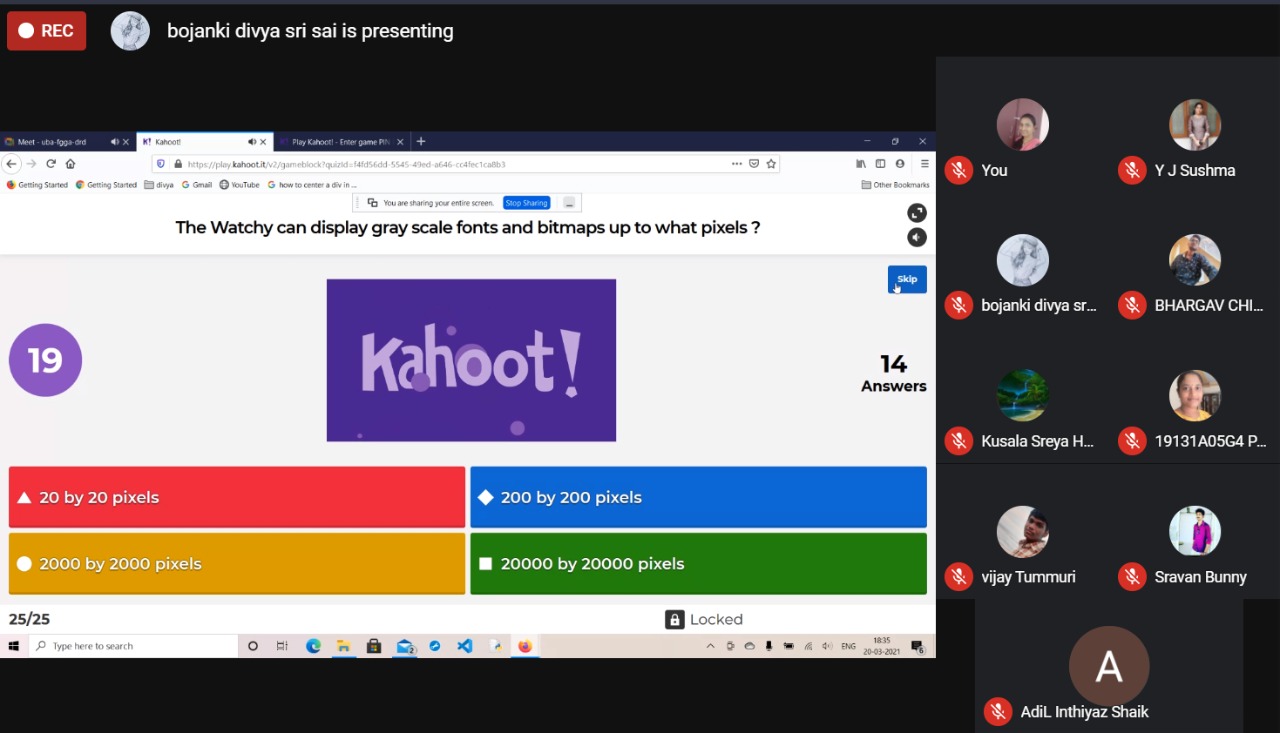 REC
bojanki divya sri sai is presenting
Meet - uba-fgga-drd
Kahoot!
Play Kahoot! - Enter game PIN
https://play.kahoot.it/v2/gameblock?quizId=f4fd56dd-5545-49ed-a646-cc4fec1ca8b3
Getting Started
Getting Started
divya
Gmail
YouTube
how to center a div in ...
Other Bookmarks
You are sharing your entire screen.
Stop Sharing
The Watchy can display gray scale fonts and bitmaps up to what pixels ?
Skip
19
Kahoot!
14
Answers
20 by 20 pixels
200 by 200 pixels
2000 by 2000 pixels
20000 by 20000 pixels
25/25
Locked
Type here to search
2
ENG
18:35
20-03-2021
6
You
Y J Sushma
bojanki divya sr...
BHARGAV CHI...
Kusala Sreya H...
19131A05G4 P...
vijay Tummuri
Sravan Bunny
A
AdiL Inthiyaz Shaik